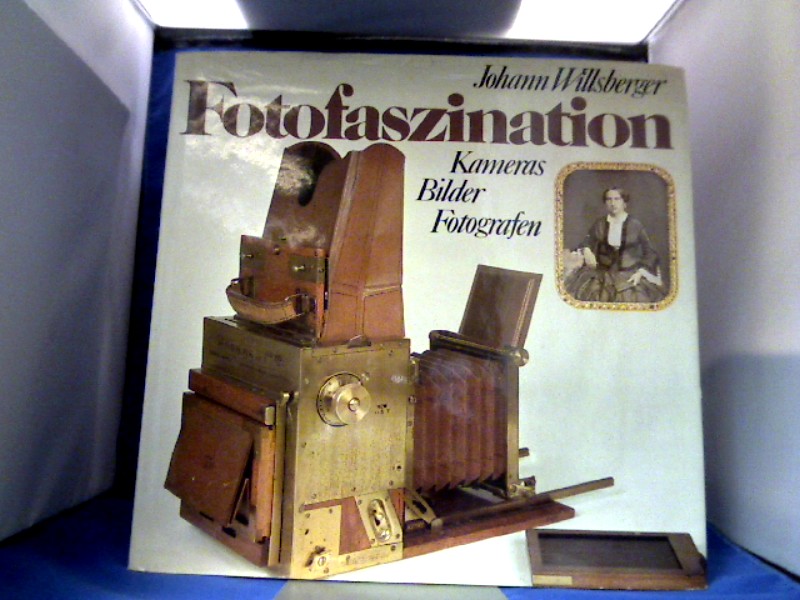 Johann Willsberger
Fotofaszination
Kameras
Bilder
Fotografen